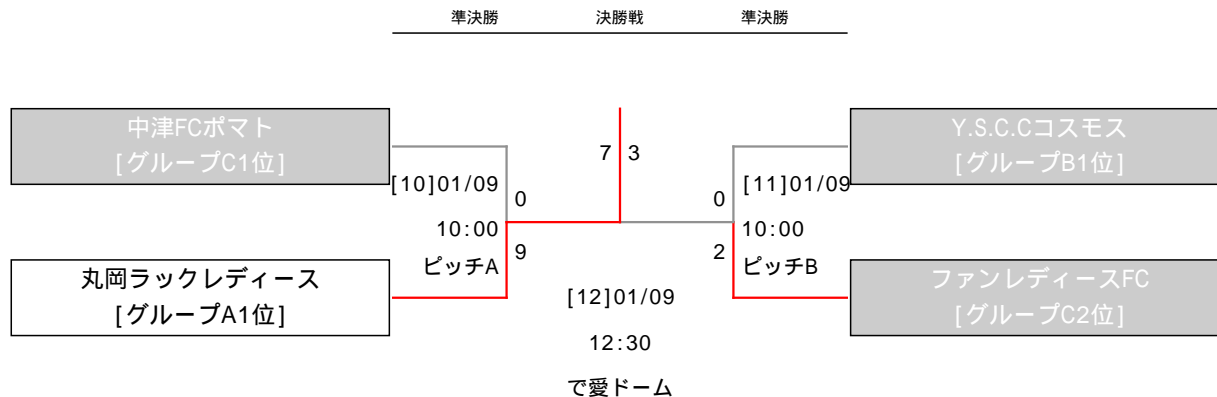 準決勝
決勝戦
準決勝
中津FCポマト
[グループC1位]
7
3
Y.S.C.Cコスモス
[グループB1位]
[10]01/09
0
0
[11]01/09
10:00
9
ピッチA
2
10:00
ピッチB
丸岡ラックレディース
[グループA1位]
ファンレディースFC
[グループC2位]
[12]01/09
12:30
で愛ドーム